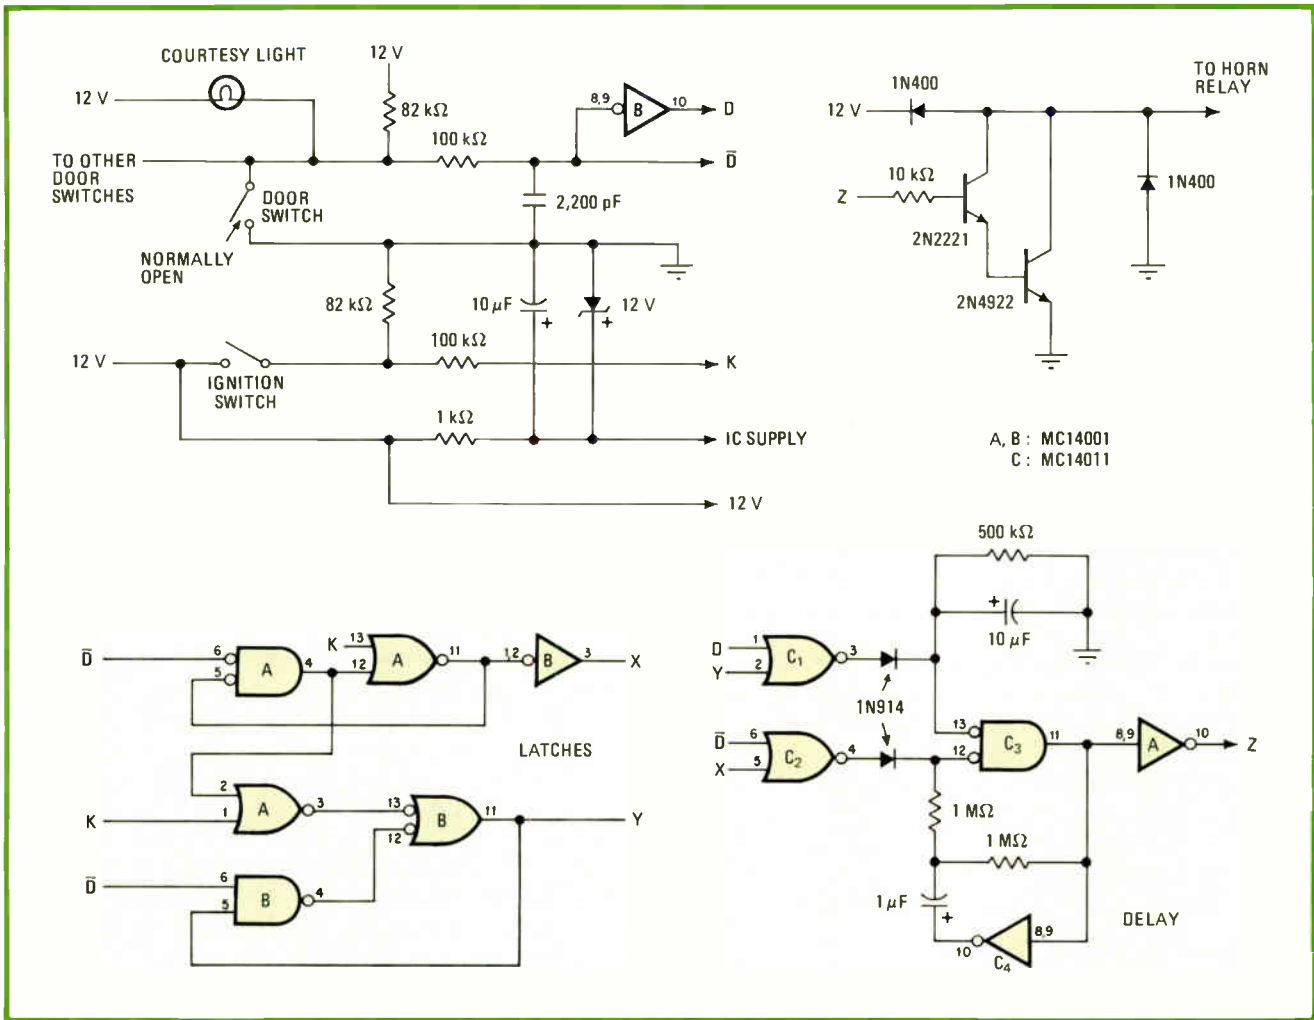 COURTESY LIGHT
12 V
12 V
82 kΩ
100 kΩ
8,9
B
10
D
D̅
TO OTHER
DOOR
SWITCHES
DOOR
SWITCH
NORMALLY
OPEN
2,200 pF
82 kΩ
10 μF
+
12 V
+
12 V
IGNITION
SWITCH
100 kΩ
K
1 kΩ
IC SUPPLY
12 V
1N400
12 V
TO HORN
RELAY
10 kΩ
Z
2N2221
1N400
2N4922
A, B : MC14001
C : MC14011
D̅
6
5
A
4
K
13
12
A
11
1,2
B
3
X
LATCHES
2
K
1
A
3
13
12
B
11
Y
D̅
6
5
B
4
500 kΩ
+
10 μF
D
1
Y
2
C₁
3
1N914
D̅
6
X
5
C₂
4
13
12
C₃
11
8,9
A
10
Z
1 MΩ
1 MΩ
1 μF
+
10
C₄
8,9
DELAY